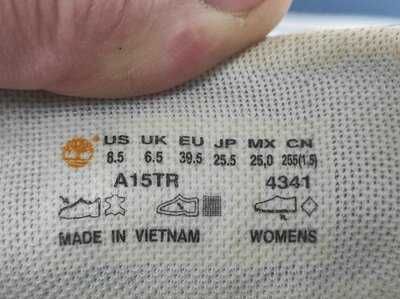 US UK EU JP MX CN
8.5 6.5 39.5 25.5 25,0 255(1.5)
A15TR 4341
MADE IN VIETNAM WOMENS